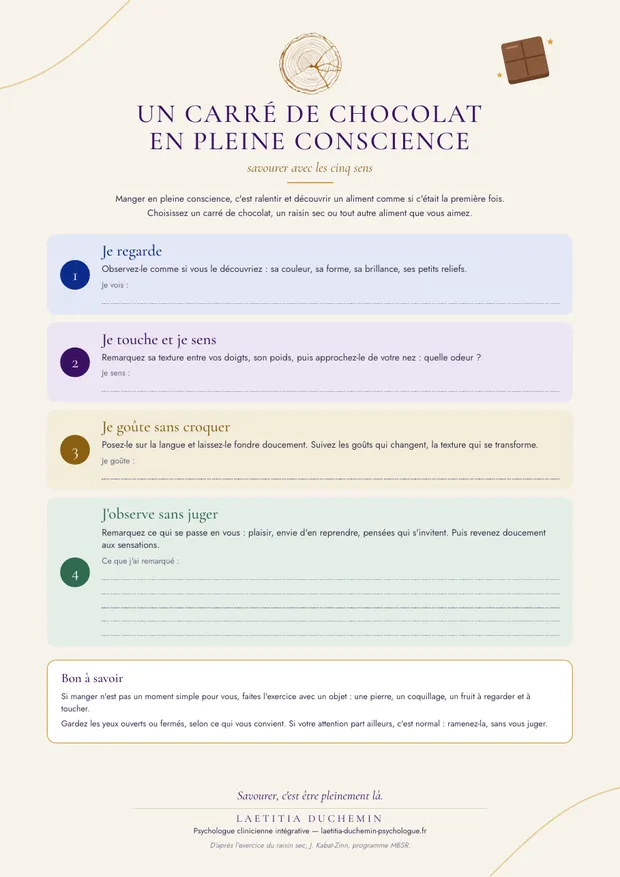 UN CARRÉ DE CHOCOLAT
EN PLEINE CONSCIENCE
savourer avec les cinq sens
Manger en pleine conscience, c'est ralentir et découvrir un aliment comme si c'était la première fois.
Choisissez un carré de chocolat, un raisin sec ou tout autre aliment que vous aimez.
1
Je regarde
Observez-le comme si vous le découvriez : sa couleur, sa forme, sa brillance, ses petits reliefs.
Je vois :
2
Je touche et je sens
Remarquez sa texture entre vos doigts, son poids, puis approchez-le de votre nez : quelle odeur ?
Je sens :
3
Je goûte sans croquer
Posez-le sur la langue et laissez-le fondre doucement. Suivez les goûts qui changent, la texture qui se transforme.
Je goûte :
4
J'observe sans juger
Remarquez ce qui se passe en vous : plaisir, envie d'en reprendre, pensées qui s'invitent. Puis revenez doucement
aux sensations.
Ce que j'ai remarqué :
Bon à savoir
Si manger n'est pas un moment simple pour vous, faites l'exercice avec un objet : une pierre, un coquillage, un fruit à regarder et à
toucher.
Gardez les yeux ouverts ou fermés, selon ce qui vous convient. Si votre attention part ailleurs, c'est normal : ramenez-la, sans vous juger.
Savourer, c'est être pleinement là.
LAETITIA DUCHEMIN
Psychologue clinicienne intégrative — laetitia-duchemin-psychologue.fr
D'après l'exercice du raisin sec, J. Kabat-Zinn, programme MBSR.